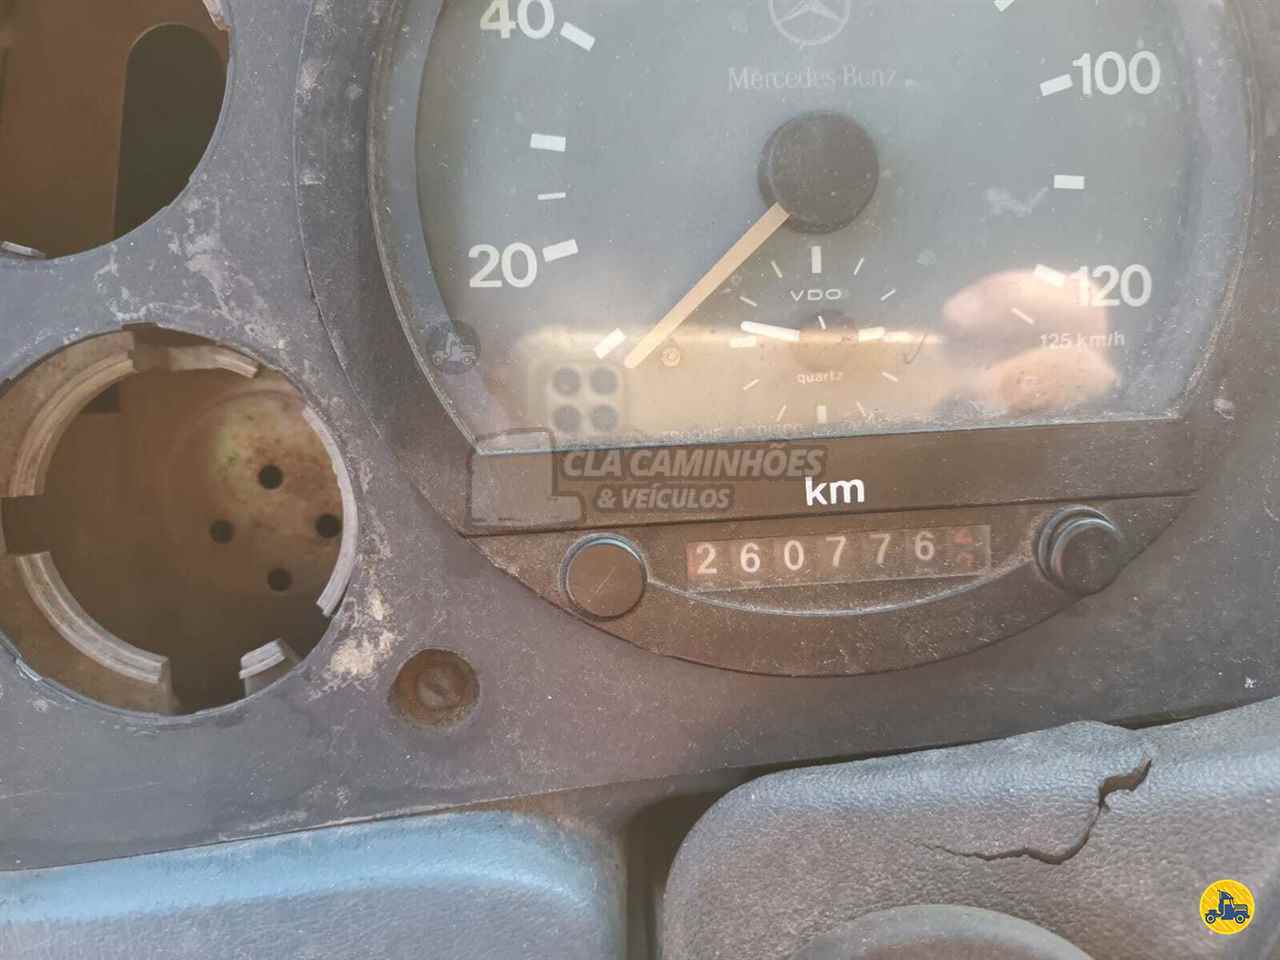 40
Mercedes-Benz
100
20
VDO
120
125 km/h
quartz
CLA CAMINHÕES
& VEÍCULOS
km
260776